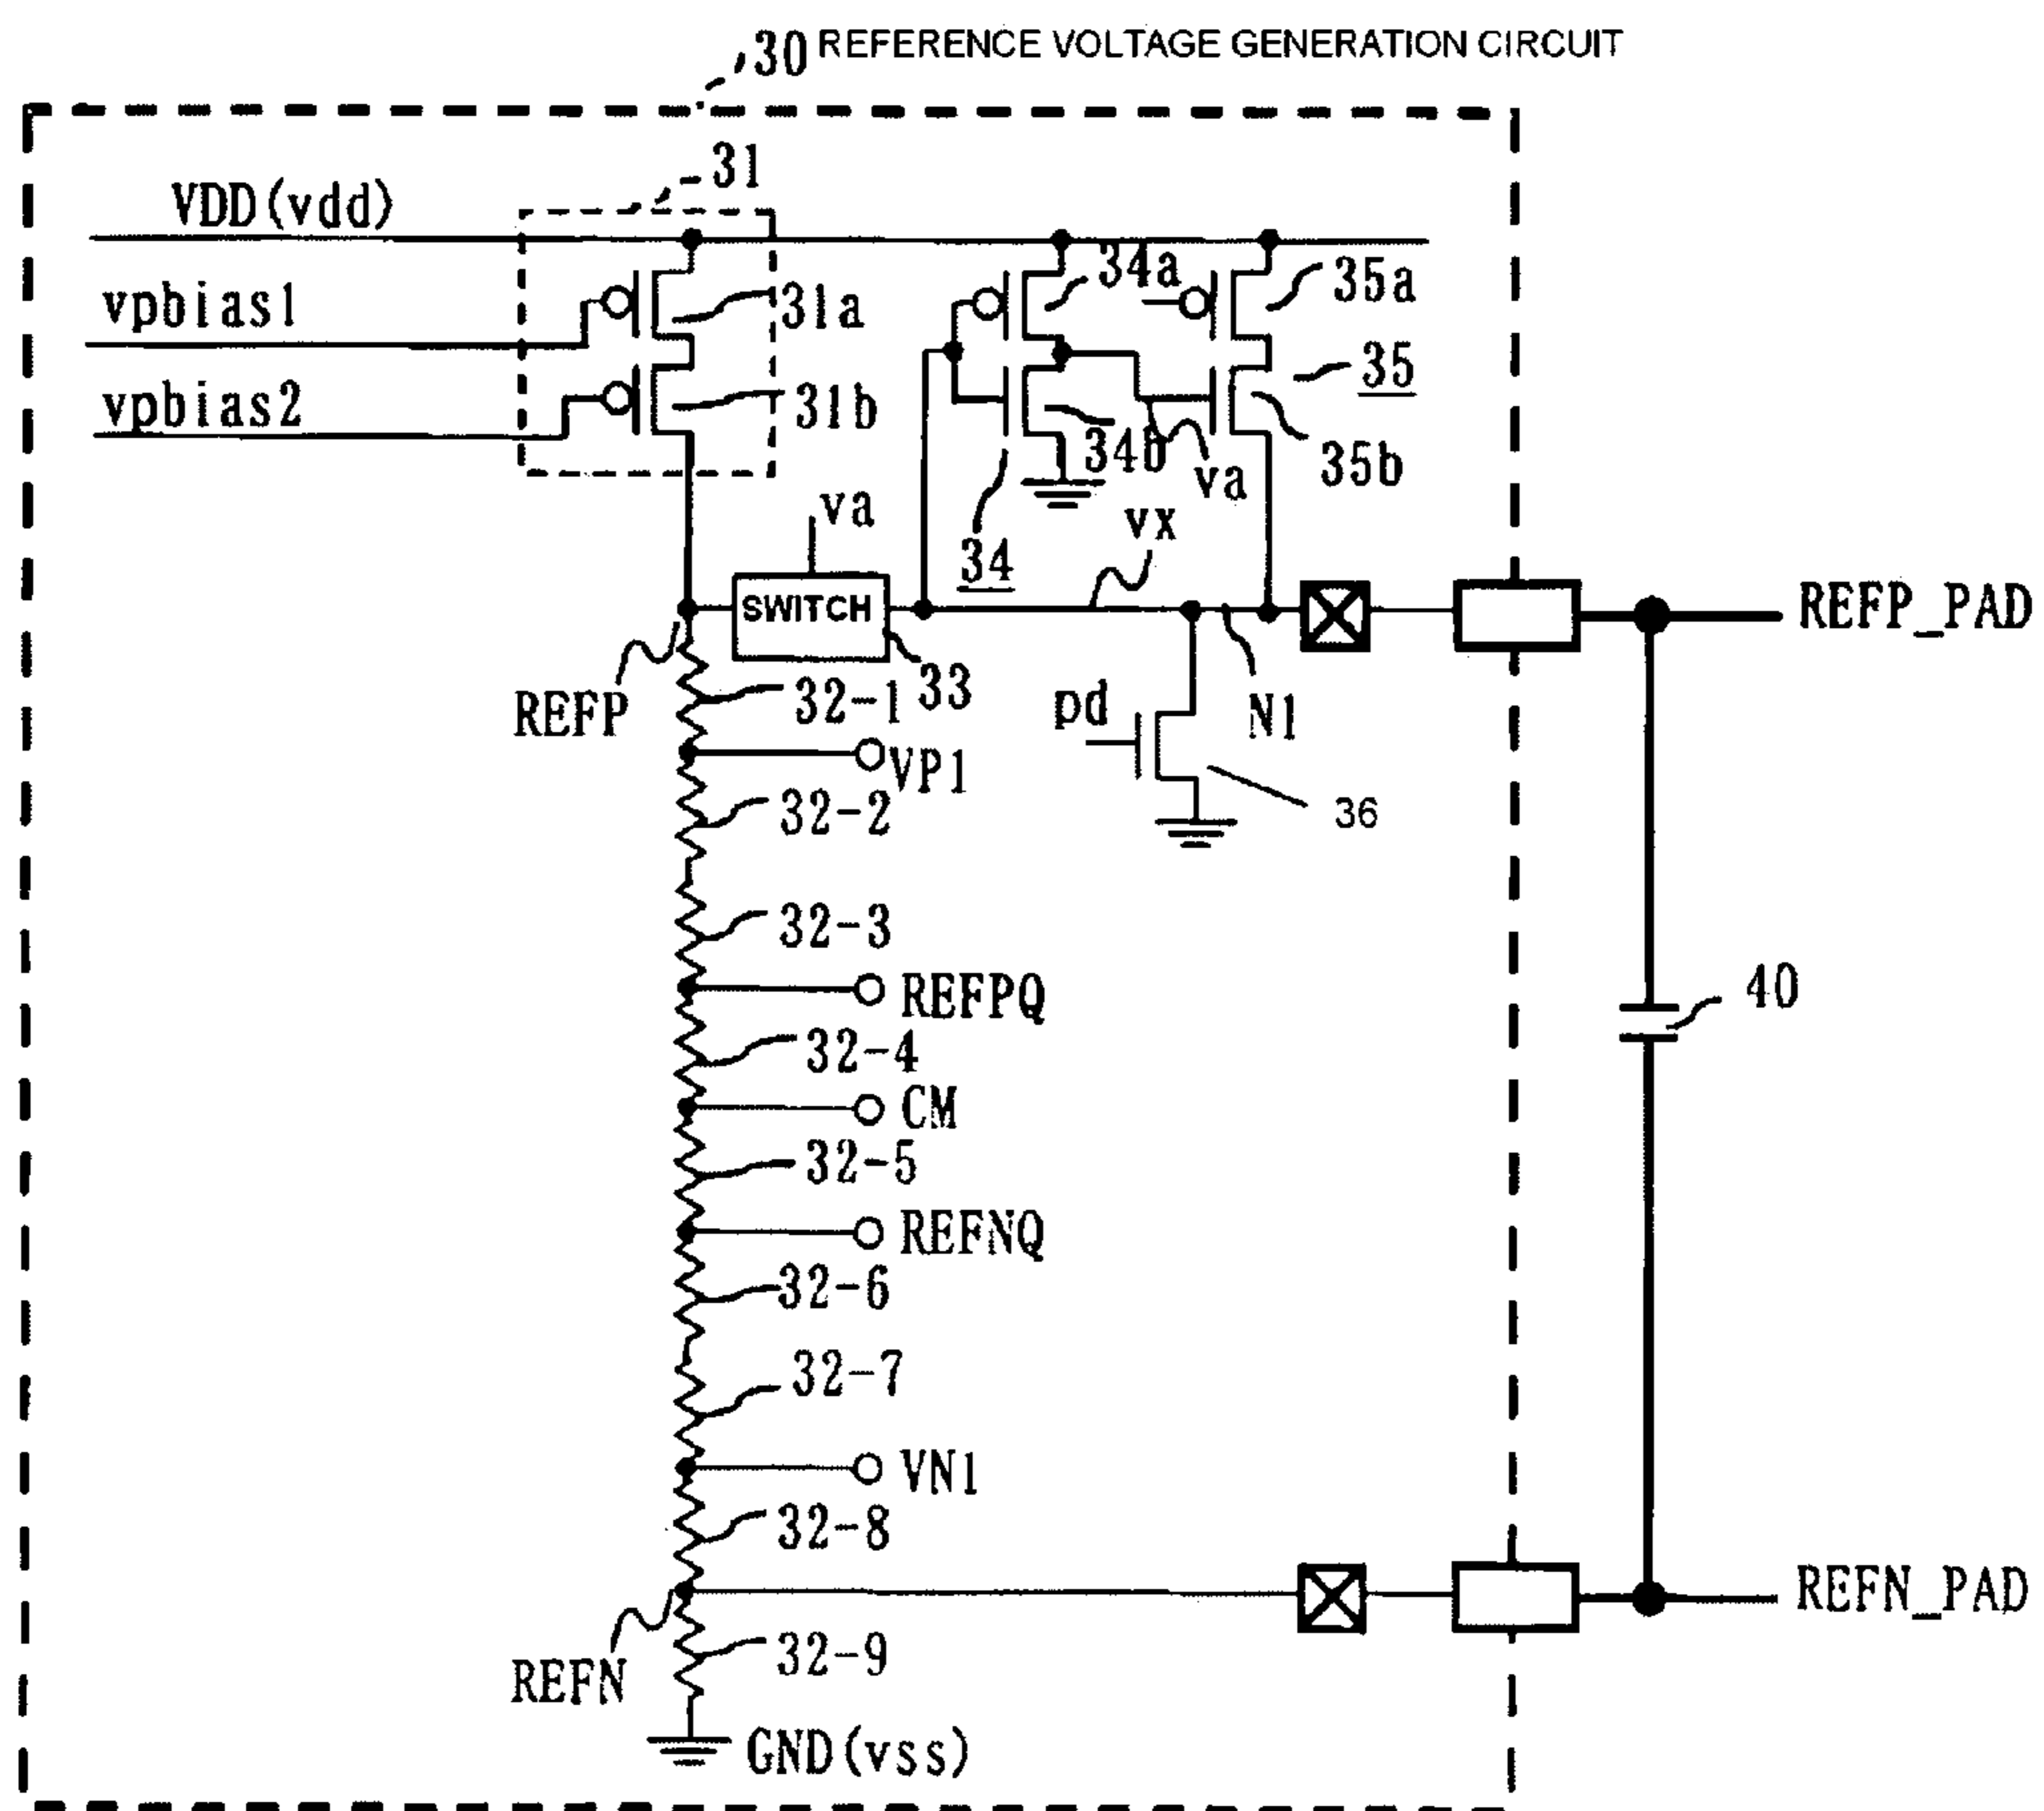 30 REFERENCE VOLTAGE GENERATION CIRCUIT
31
VDD(vdd)
34a
35a
vpbias1
31a
35
vpbias2
31b
34b
va
35b
va
vx
34
SWITCH
REFP_PAD
REFP
32-1
33
pd
N1
VP1
32-2
36
32-3
REFPQ
40
32-4
CM
32-5
REFNQ
32-6
32-7
VN1
32-8
REFN_PAD
REFN
32-9
GND(vss)